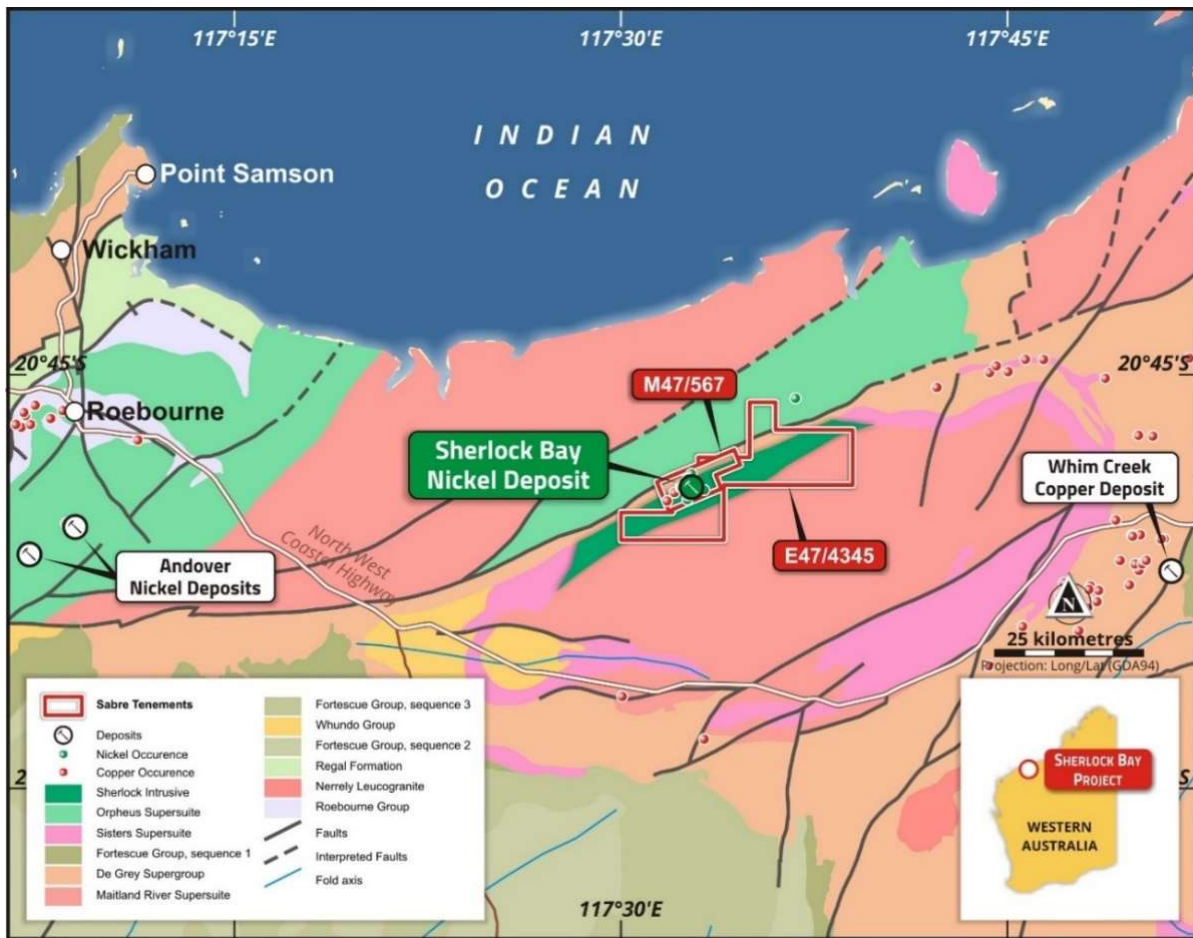 117°15'E
117°30'E
117°45'E
INDIAN
OCEAN
Point Samson
Wickham
20°45'S
20°45'S
M47/567
Roebourne
Sherlock Bay
Nickel Deposit
Whim Creek
Copper Deposit
E47/4345
Andover
Nickel Deposits
North West
Coastal Highway
N
25 kilometres
Projection: Long/Lat (GDA94)
Sabre Tenements
Deposits
Nickel Occurence
Copper Occurence
Sherlock Intrusive
Orpheus Supersuite
Sisters Supersuite
Fortescue Group, sequence 1
De Grey Supergroup
Maitland River Supersuite
Fortescue Group, sequence 3
Whundo Group
Fortescue Group, sequence 2
Regal Formation
Nerrely Leucogranite
Roebourne Group
Faults
Interpreted Faults
Fold axis
2
S
SHERLOCK BAY
PROJECT
WESTERN
AUSTRALIA
117°30'E